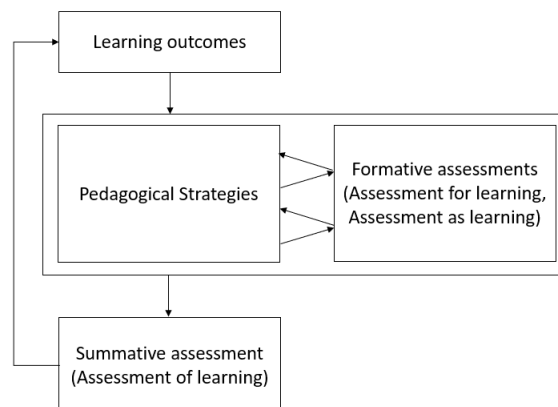 Learning outcomes
Pedagogical Strategies
Formative assessments
(Assessment for learning,
Assessment as learning)
Summative assessment
(Assessment of learning)